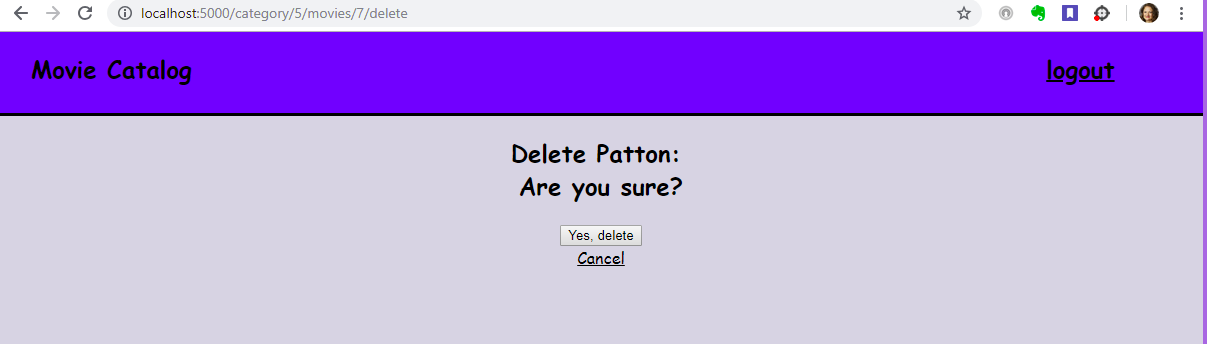 localhost:5000/category/5/movies/7/delete
Movie Catalog
logout
Delete Patton:
Are you sure?
Yes, delete
Cancel